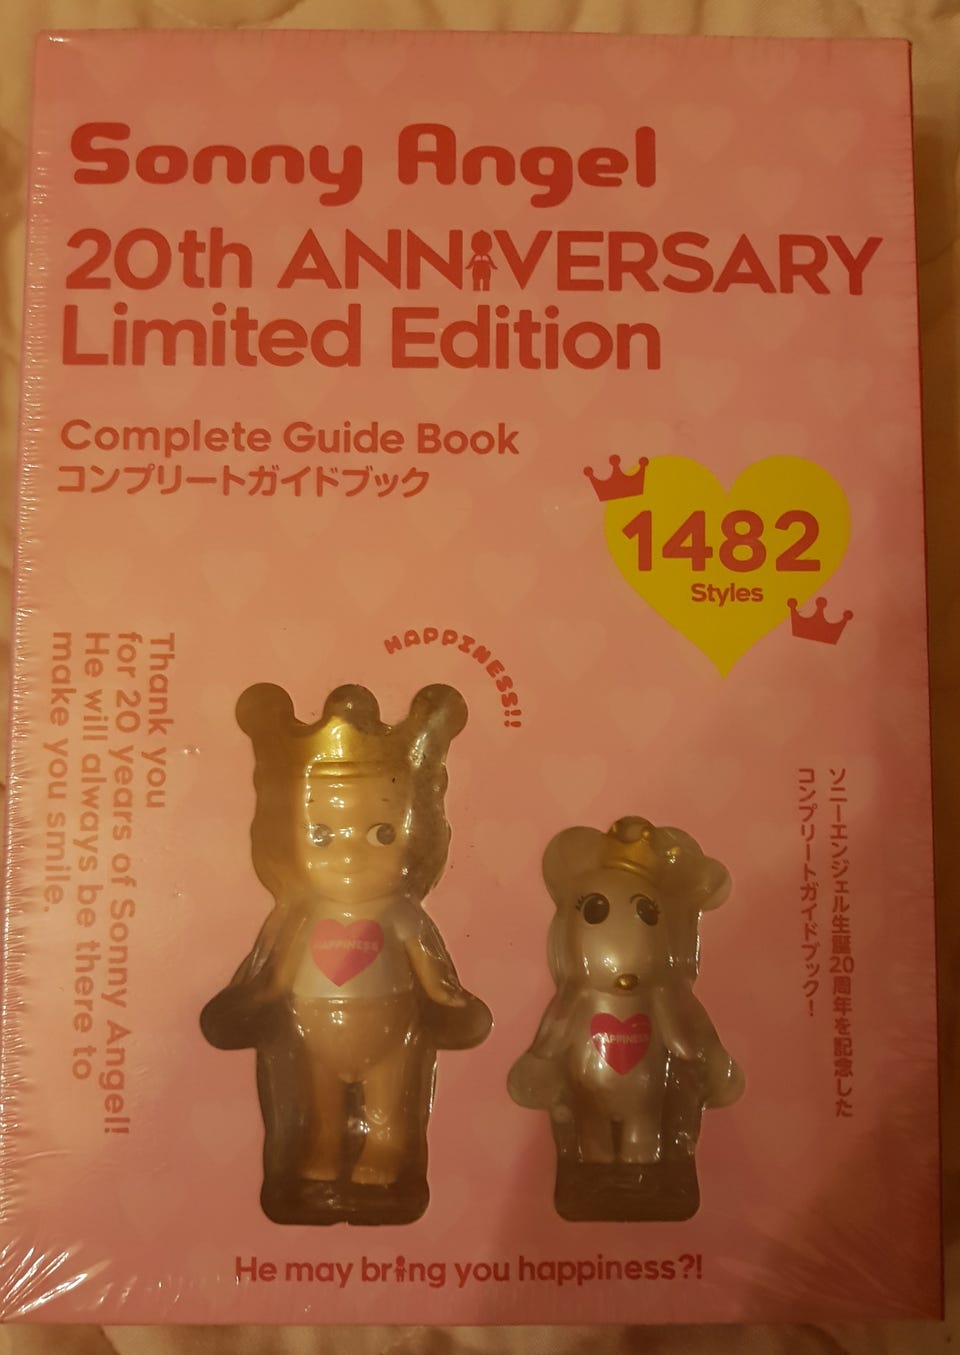 Sonny Angel
20th ANNIVERSARY
Limited Edition
Complete Guide Book
コンプリートガイドブック
1482
Styles
HAPPINESS!!
Thank you
for 20 years of Sonny Angel!
He will always be there to
make you smile.
ソニーエンジェル生誕20周年を記念した
コンプリートガイドブック!
HAPPINESS
HAPPINESS
He may bring you happiness?!